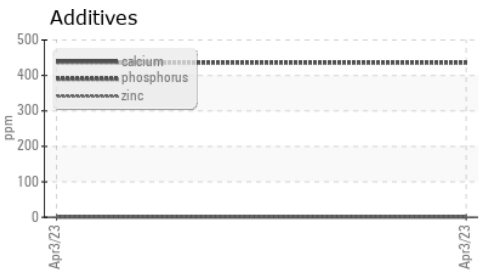 Additives
500
400
300
200
100
0
ppm
calcium
phosphorus
zinc
Apr3/23
Apr3/23